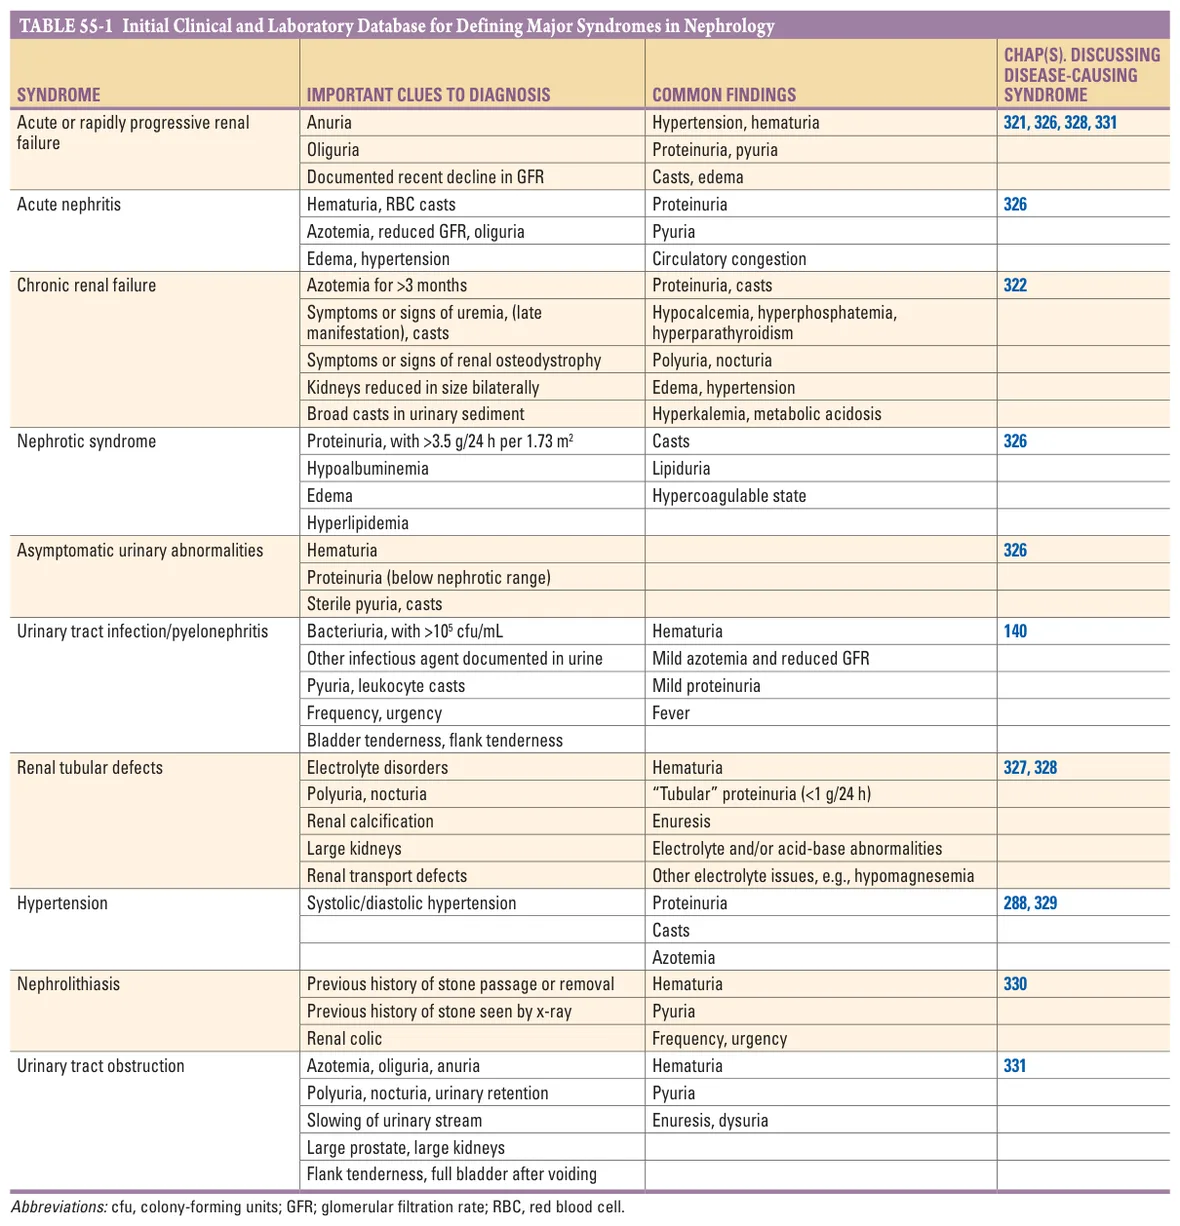 TABLE 55-1 Initial Clinical and Laboratory Database for Defining Major Syndromes in Nephrology
SYNDROME IMPORTANT CLUES TO DIAGNOSIS COMMON FINDINGS CHAP(S). DISCUSSING DISEASE-CAUSING SYNDROME
Acute or rapidly progressive renal failure Anuria Hypertension, hematuria 321, 326, 328, 331
Oliguria Proteinuria, pyuria
Documented recent decline in GFR Casts, edema
Acute nephritis Hematuria, RBC casts Proteinuria 326
Azotemia, reduced GFR, oliguria Pyuria
Edema, hypertension Circulatory congestion
Chronic renal failure Azotemia for >3 months Proteinuria, casts 322
Symptoms or signs of uremia, (late manifestation), casts Hypocalcemia, hyperphosphatemia, hyperparathyroidism
Symptoms or signs of renal osteodystrophy Polyuria, nocturia
Kidneys reduced in size bilaterally Edema, hypertension
Broad casts in urinary sediment Hyperkalemia, metabolic acidosis
Nephrotic syndrome Proteinuria, with >3.5 g/24 h per 1.73 m² Casts 326
Hypoalbuminemia Lipiduria
Edema Hypercoagulable state
Hyperlipidemia
Asymptomatic urinary abnormalities Hematuria 326
Proteinuria (below nephrotic range)
Sterile pyuria, casts
Urinary tract infection/pyelonephritis Bacteriuria, with >10⁵ cfu/mL Hematuria 140
Other infectious agent documented in urine Mild azotemia and reduced GFR
Pyuria, leukocyte casts Mild proteinuria
Frequency, urgency Fever
Bladder tenderness, flank tenderness
Renal tubular defects Electrolyte disorders Hematuria 327, 328
Polyuria, nocturia “Tubular” proteinuria (<1 g/24 h)
Renal calcification Enuresis
Large kidneys Electrolyte and/or acid-base abnormalities
Renal transport defects Other electrolyte issues, e.g., hypomagnesemia
Hypertension Systolic/diastolic hypertension Proteinuria 288, 329
Casts
Azotemia
Nephrolithiasis Previous history of stone passage or removal Hematuria 330
Previous history of stone seen by x-ray Pyuria
Renal colic Frequency, urgency
Urinary tract obstruction Azotemia, oliguria, anuria Hematuria 331
Polyuria, nocturia, urinary retention Pyuria
Slowing of urinary stream Enuresis, dysuria
Large prostate, large kidneys
Flank tenderness, full bladder after voiding
Abbreviations: cfu, colony-forming units; GFR; glomerular filtration rate; RBC, red blood cell.